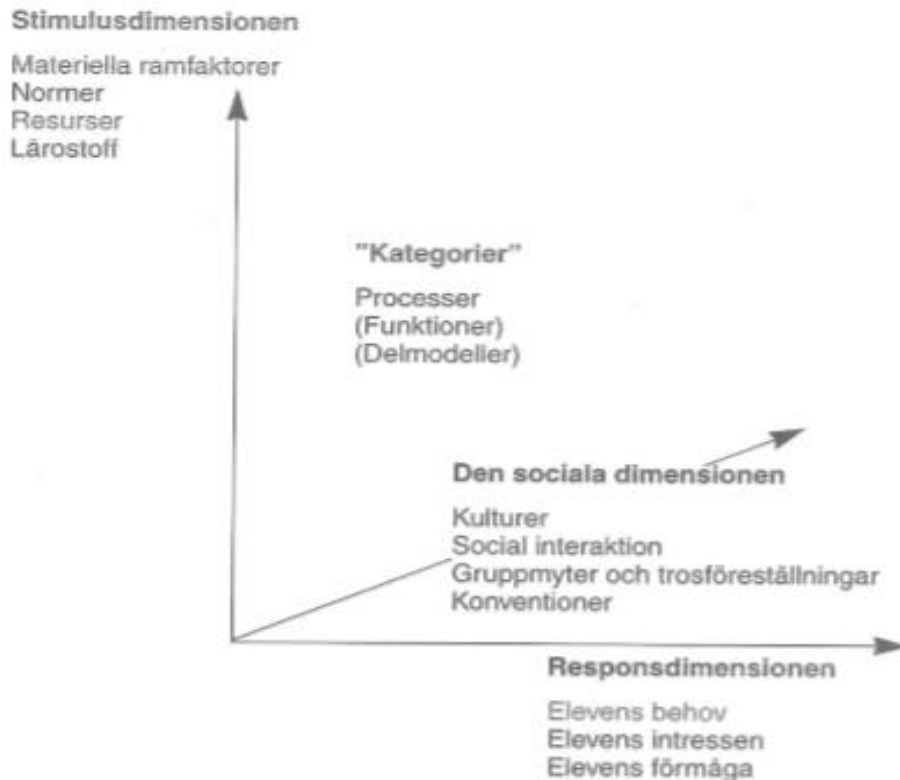 Stimulusdimensionen
Materiella ramfaktorer
Normer
Resurser
Lärostoff
"Kategorier"
Processer
(Funktioner)
(Delmodeller)
Den sociala dimensionen
Kulturer
Social interaktion
Gruppmyter och trosföreställningar
Konventioner
Responsdimensionen
Elevens behov
Elevens intressen
Elevens förmåga